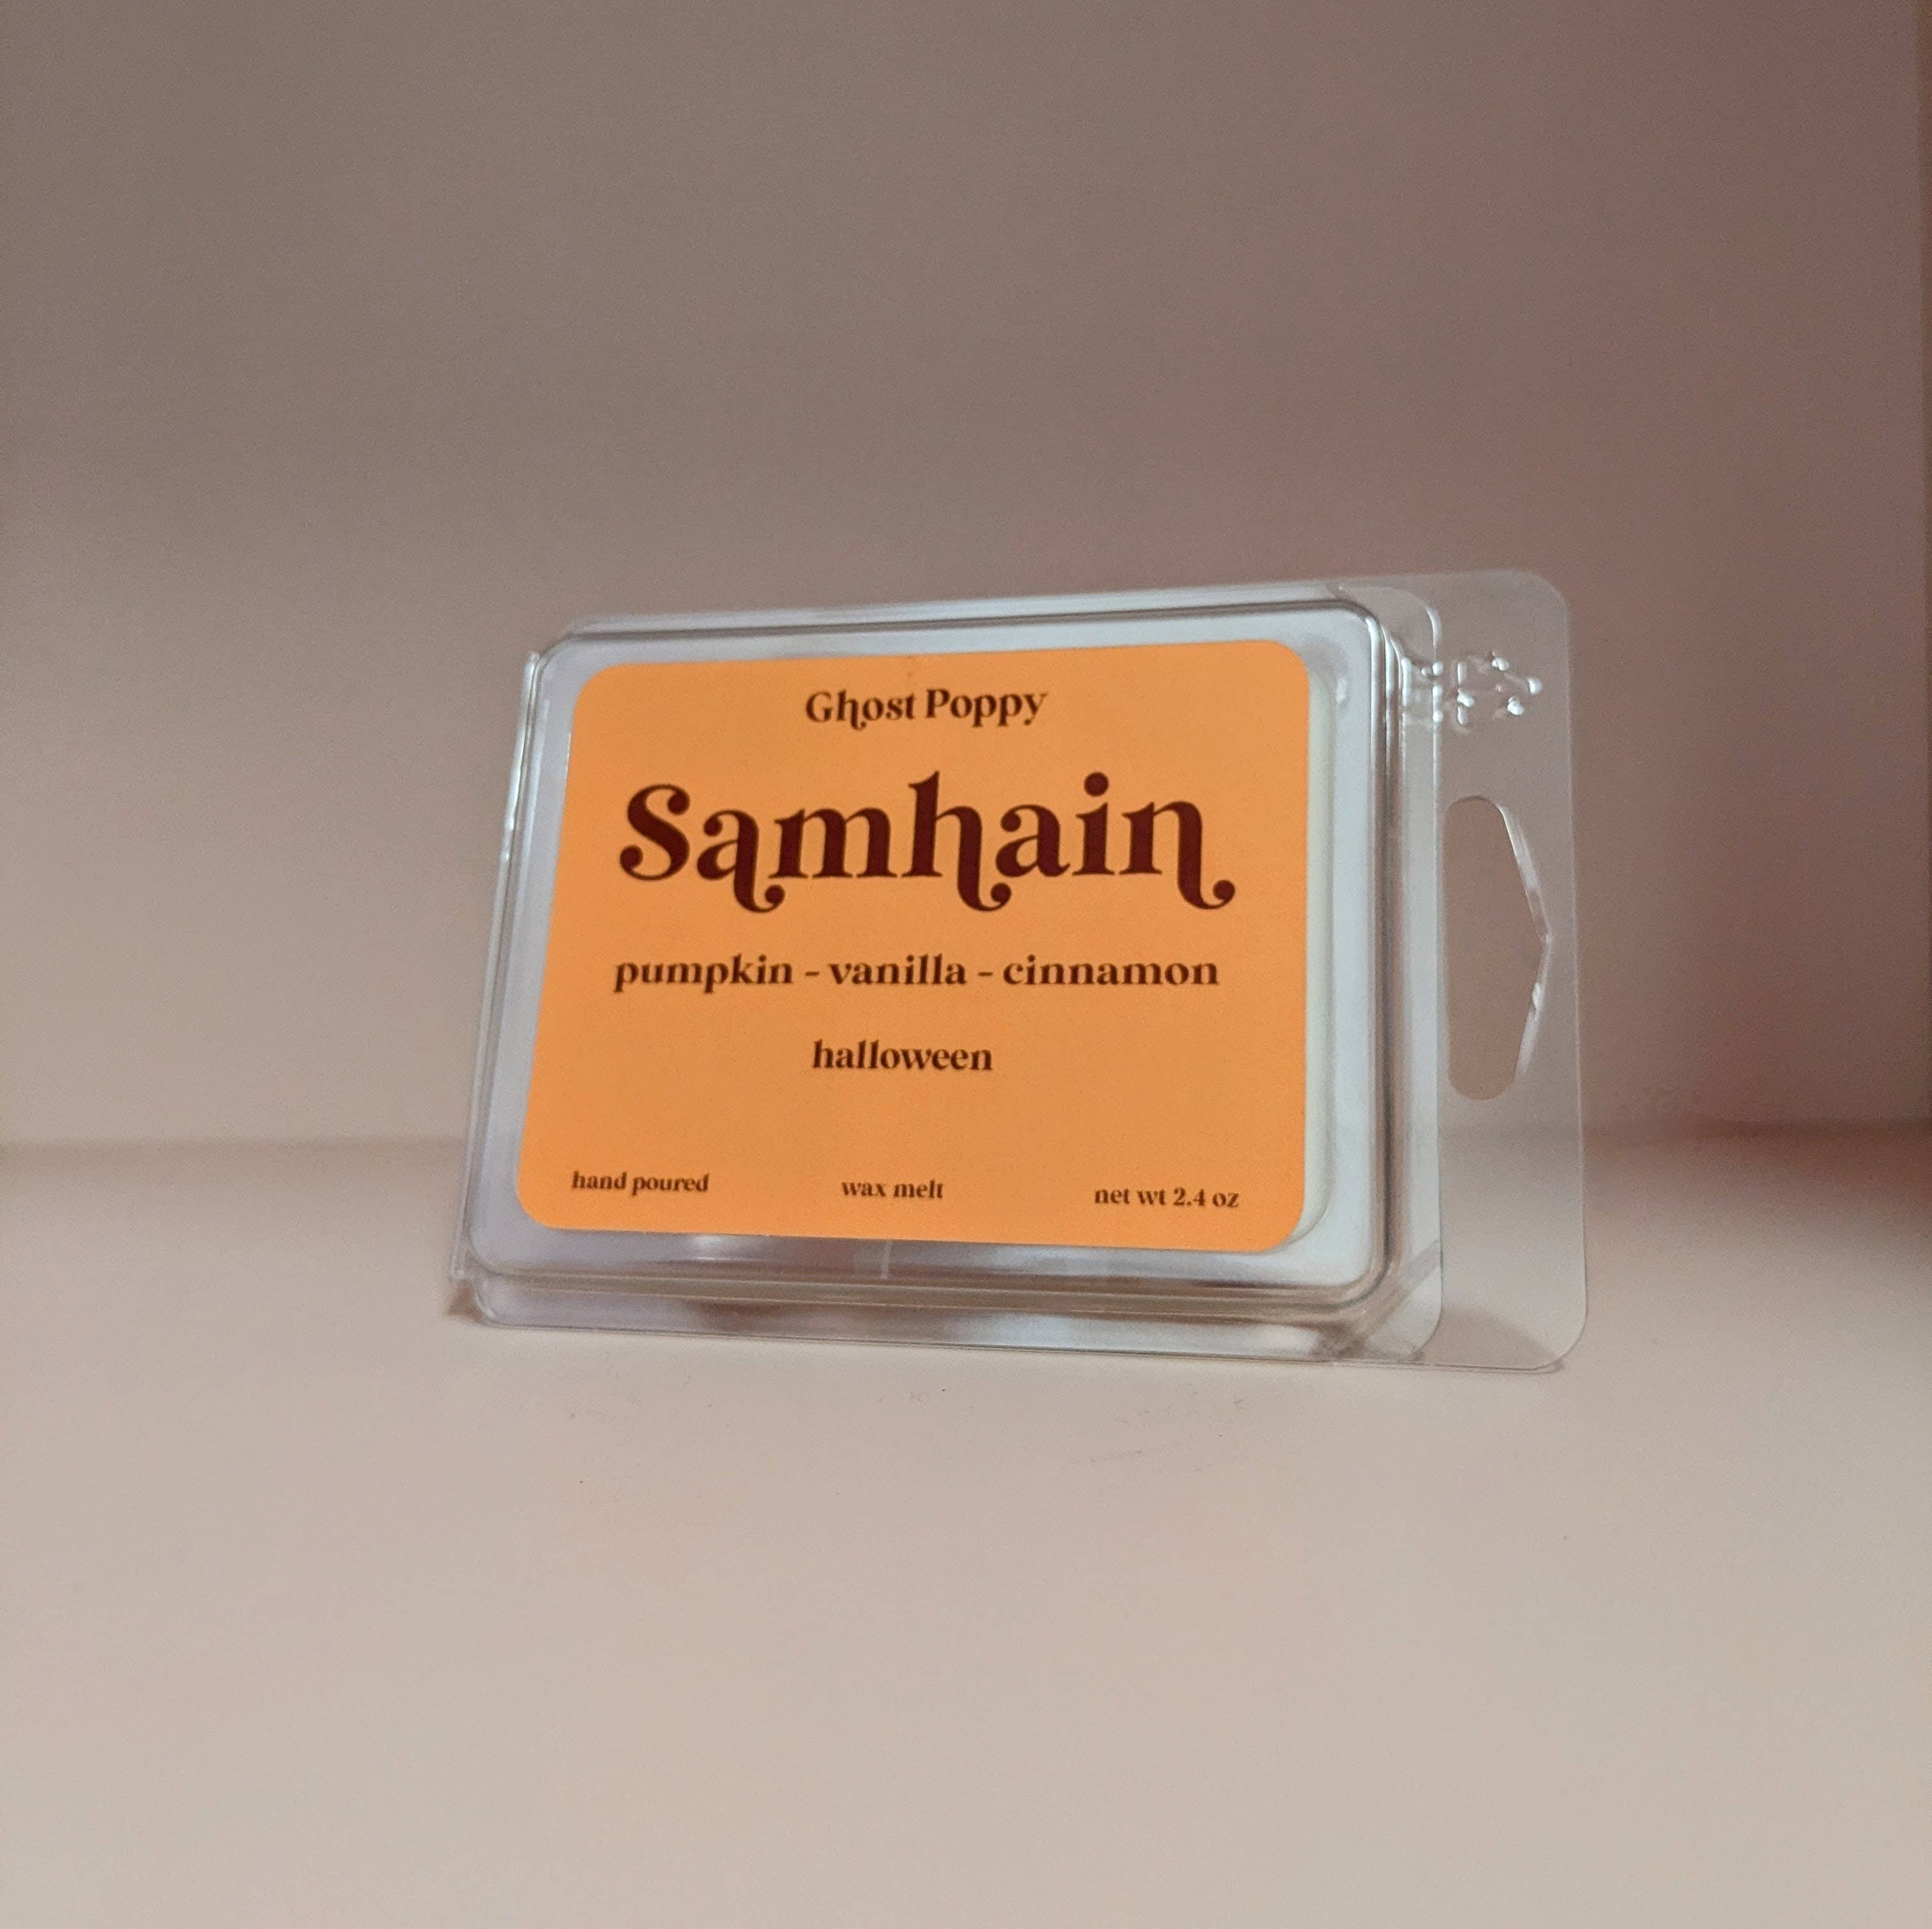 Ghost Poppy
Samhain
pumpkin - vanilla - cinnamon
halloween
hand poured wax melt net wt 2.4 oz